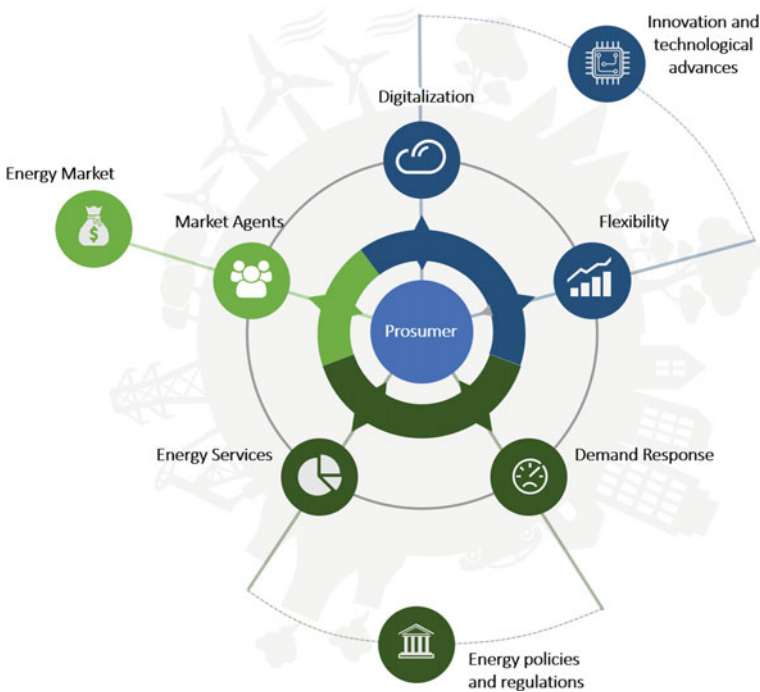 Innovation and
technological
advances
Digitalization
Energy Market
Market Agents
Flexibility
Prosumer
Energy Services
Demand Response
Energy policies
and regulations